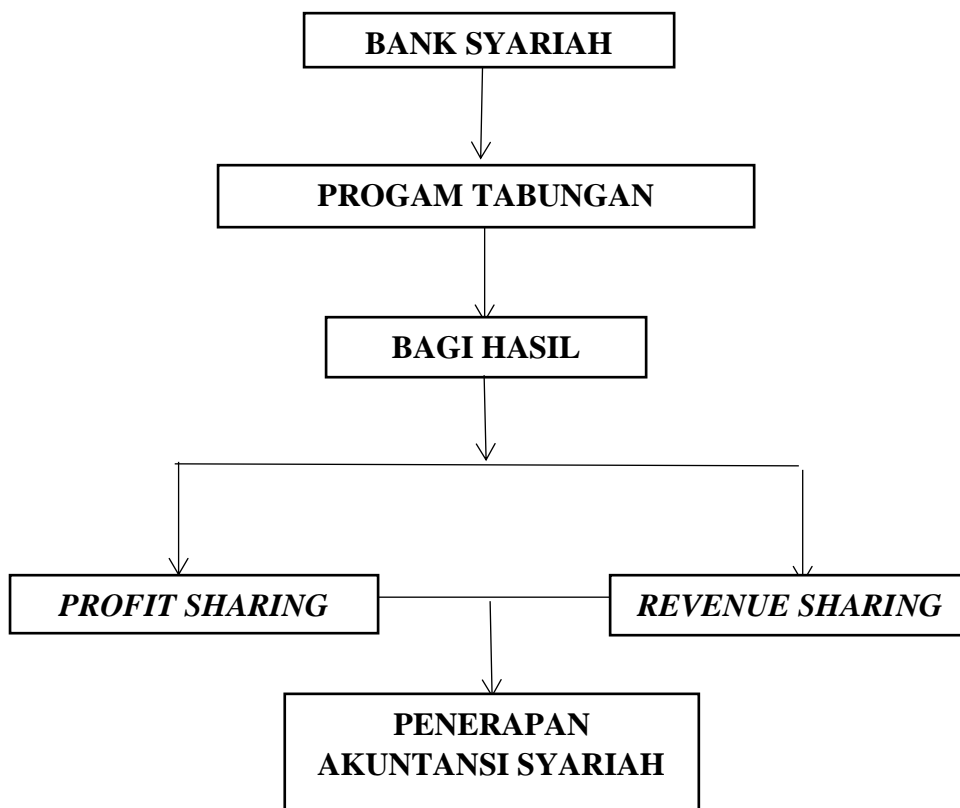 BANK SYARIAH
PROGAM TABUNGAN
BAGI HASIL
PROFIT SHARING
REVENUE SHARING
PENERAPAN
AKUNTANSI SYARIAH